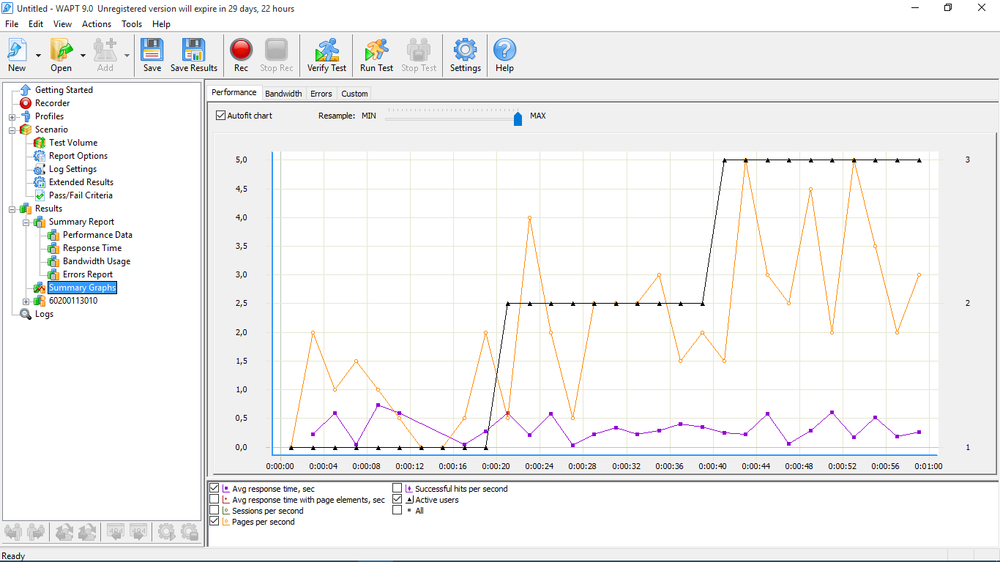 Untitled - WAPT 9.0  Unregistered version will expire in 29 days, 22 hours
File Edit View Actions Tools Help
New Open Add Save Save Results Rec Stop Rec Verify Test Run Test Stop Test Settings Help
Getting Started
Recorder
Profiles
Scenario
Test Volume
Report Options
Log Settings
Extended Results
Pass/Fail Criteria
Results
Summary Report
Performance Data
Response Time
Bandwidth Usage
Errors Report
Summary Graphs
60200113010
Logs
Performance Bandwidth Errors Custom
Autofit chart Resample: MIN MAX
5,0 3
4,5
4,0
3,5
3,0
2,5 2
2,0
1,5
1,0
0,5
0,0 1
0:00:00 0:00:04 0:00:08 0:00:12 0:00:16 0:00:20 0:00:24 0:00:28 0:00:32 0:00:36 0:00:40 0:00:44 0:00:48 0:00:52 0:00:56 0:01:00
Avg response time, sec Successful hits per second
Avg response time with page elements, sec Active users
Sessions per second All
Pages per second
404 404
Ready